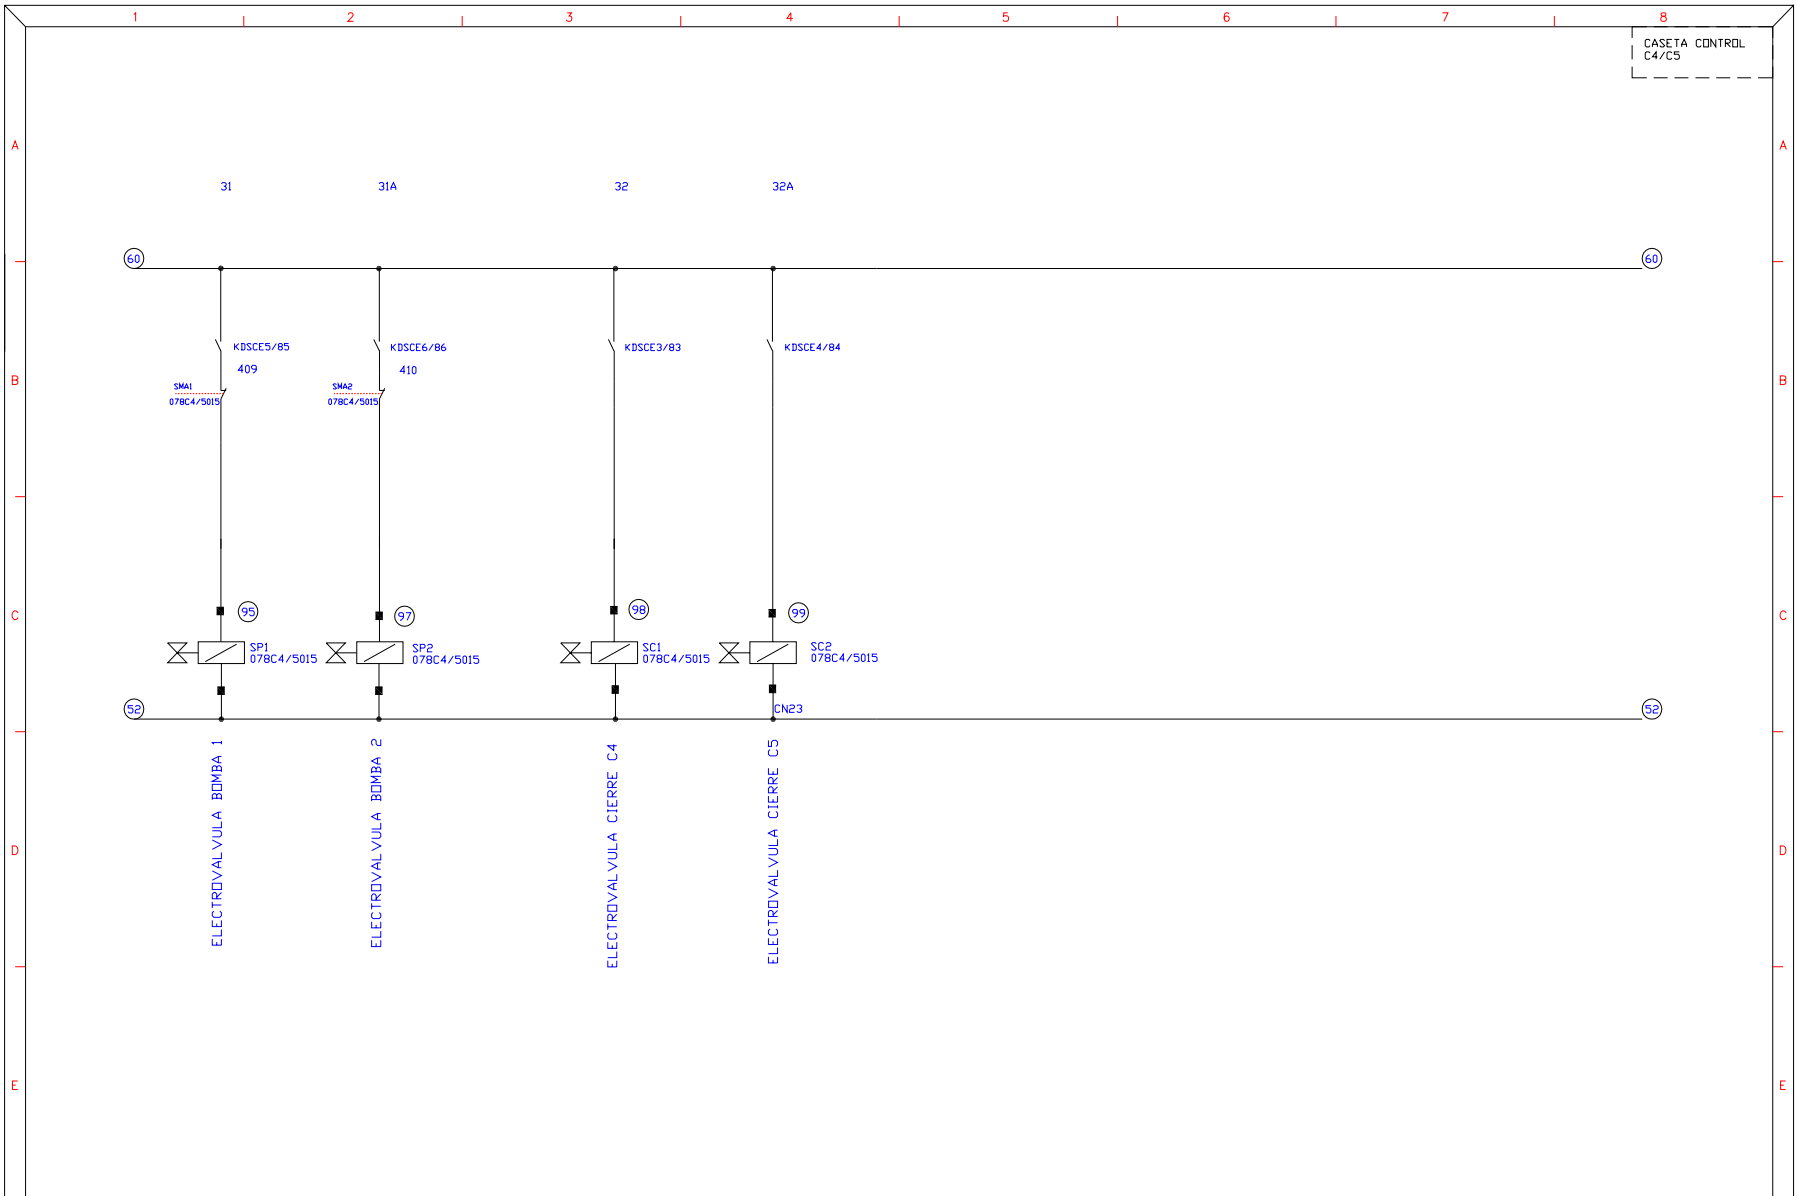 1 2 3 4 5 6 7 8
CASETA CONTROL
C4/C5
A A
31 31A 32 32A
60 60
KDSCE5/85 KDSCE6/86 KDSCE3/83 KDSCE4/84
409 410
B B
SMA1 SMA2
078C4/5015 078C4/5015
95 97 98 99
C C
SP1 SP2 SC1 SC2
078C4/5015 078C4/5015 078C4/5015 078C4/5015
52 CN23 52
ELECTROVALVULA BOMBA 1
ELECTROVALVULA BOMBA 2
ELECTROVALVULA CIERRE C4
ELECTROVALVULA CIERRE C5
D D
E E